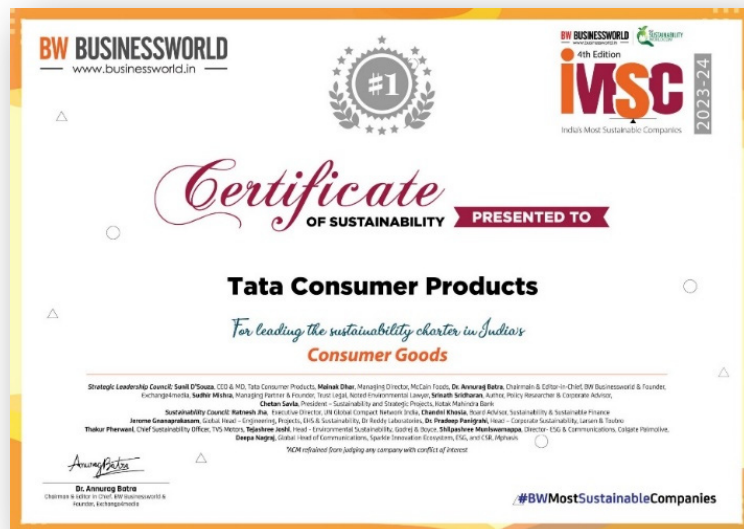 BW BUSINESSWORLD
www.businessworld.in
#1
BW BUSINESSWORLD
SUSTAINABILITY
4th Edition
iMSC
India's Most Sustainable Companies
2023-24
Certificate
OF SUSTAINABILITY
PRESENTED TO
Tata Consumer Products
For leading the sustainability charter in India's
Consumer Goods
Strategic Leadership Council: Sunil D'Souza, CEO & MD, Tata Consumer Products, Mainak Dhar, Managing Director, McCain Foods, Dr. Annurag Batra, Chairmain & Editor-in-Chief, BW Businessworld & Founder,
Exchange4media, Sudhir Mishra, Managing Partner & Founder, Trust Legal, Noted Environmental Lawyer, Srinath Sridharan, Author, Policy Researcher & Corporate Advisor,
Chetan Savla, President – Sustainability and Strategic Projects, Kotak Mahindra Bank
Sustainability Council: Ratnesh Jha, Executive Director, UN Global Compact Network India, Chandni Khosla, Board Advisor, Sustainability & Sustainable Finance
Jerome Gnanaprakasam, Global Head – Engineering, Projects, EHS & Sustainability, Dr Reddy Laboratories, Dr. Pradeep Panigrahi, Head – Corporate Sustainability, Larsen & Toubro
Thakur Pherwani, Chief Sustainability Officer, TVS Motors, Tejashree Joshi, Head - Environmental Sustainability, Godrej & Boyce, Shilpashree Muniswamappa, Director- ESG & Communications, Colgate Palmolive,
Deepa Nagraj, Global Head of Communications, Sparkle Innovation Ecosystem, ESG, and CSR, Mphasis
*ACM refrained from judging any company with conflict of interest
Annurag Batra
Dr. Annurag Batra
Chairman & Editor in Chief, BW Businessworld &
Founder, Exchange4media
#BWMostSustainableCompanies